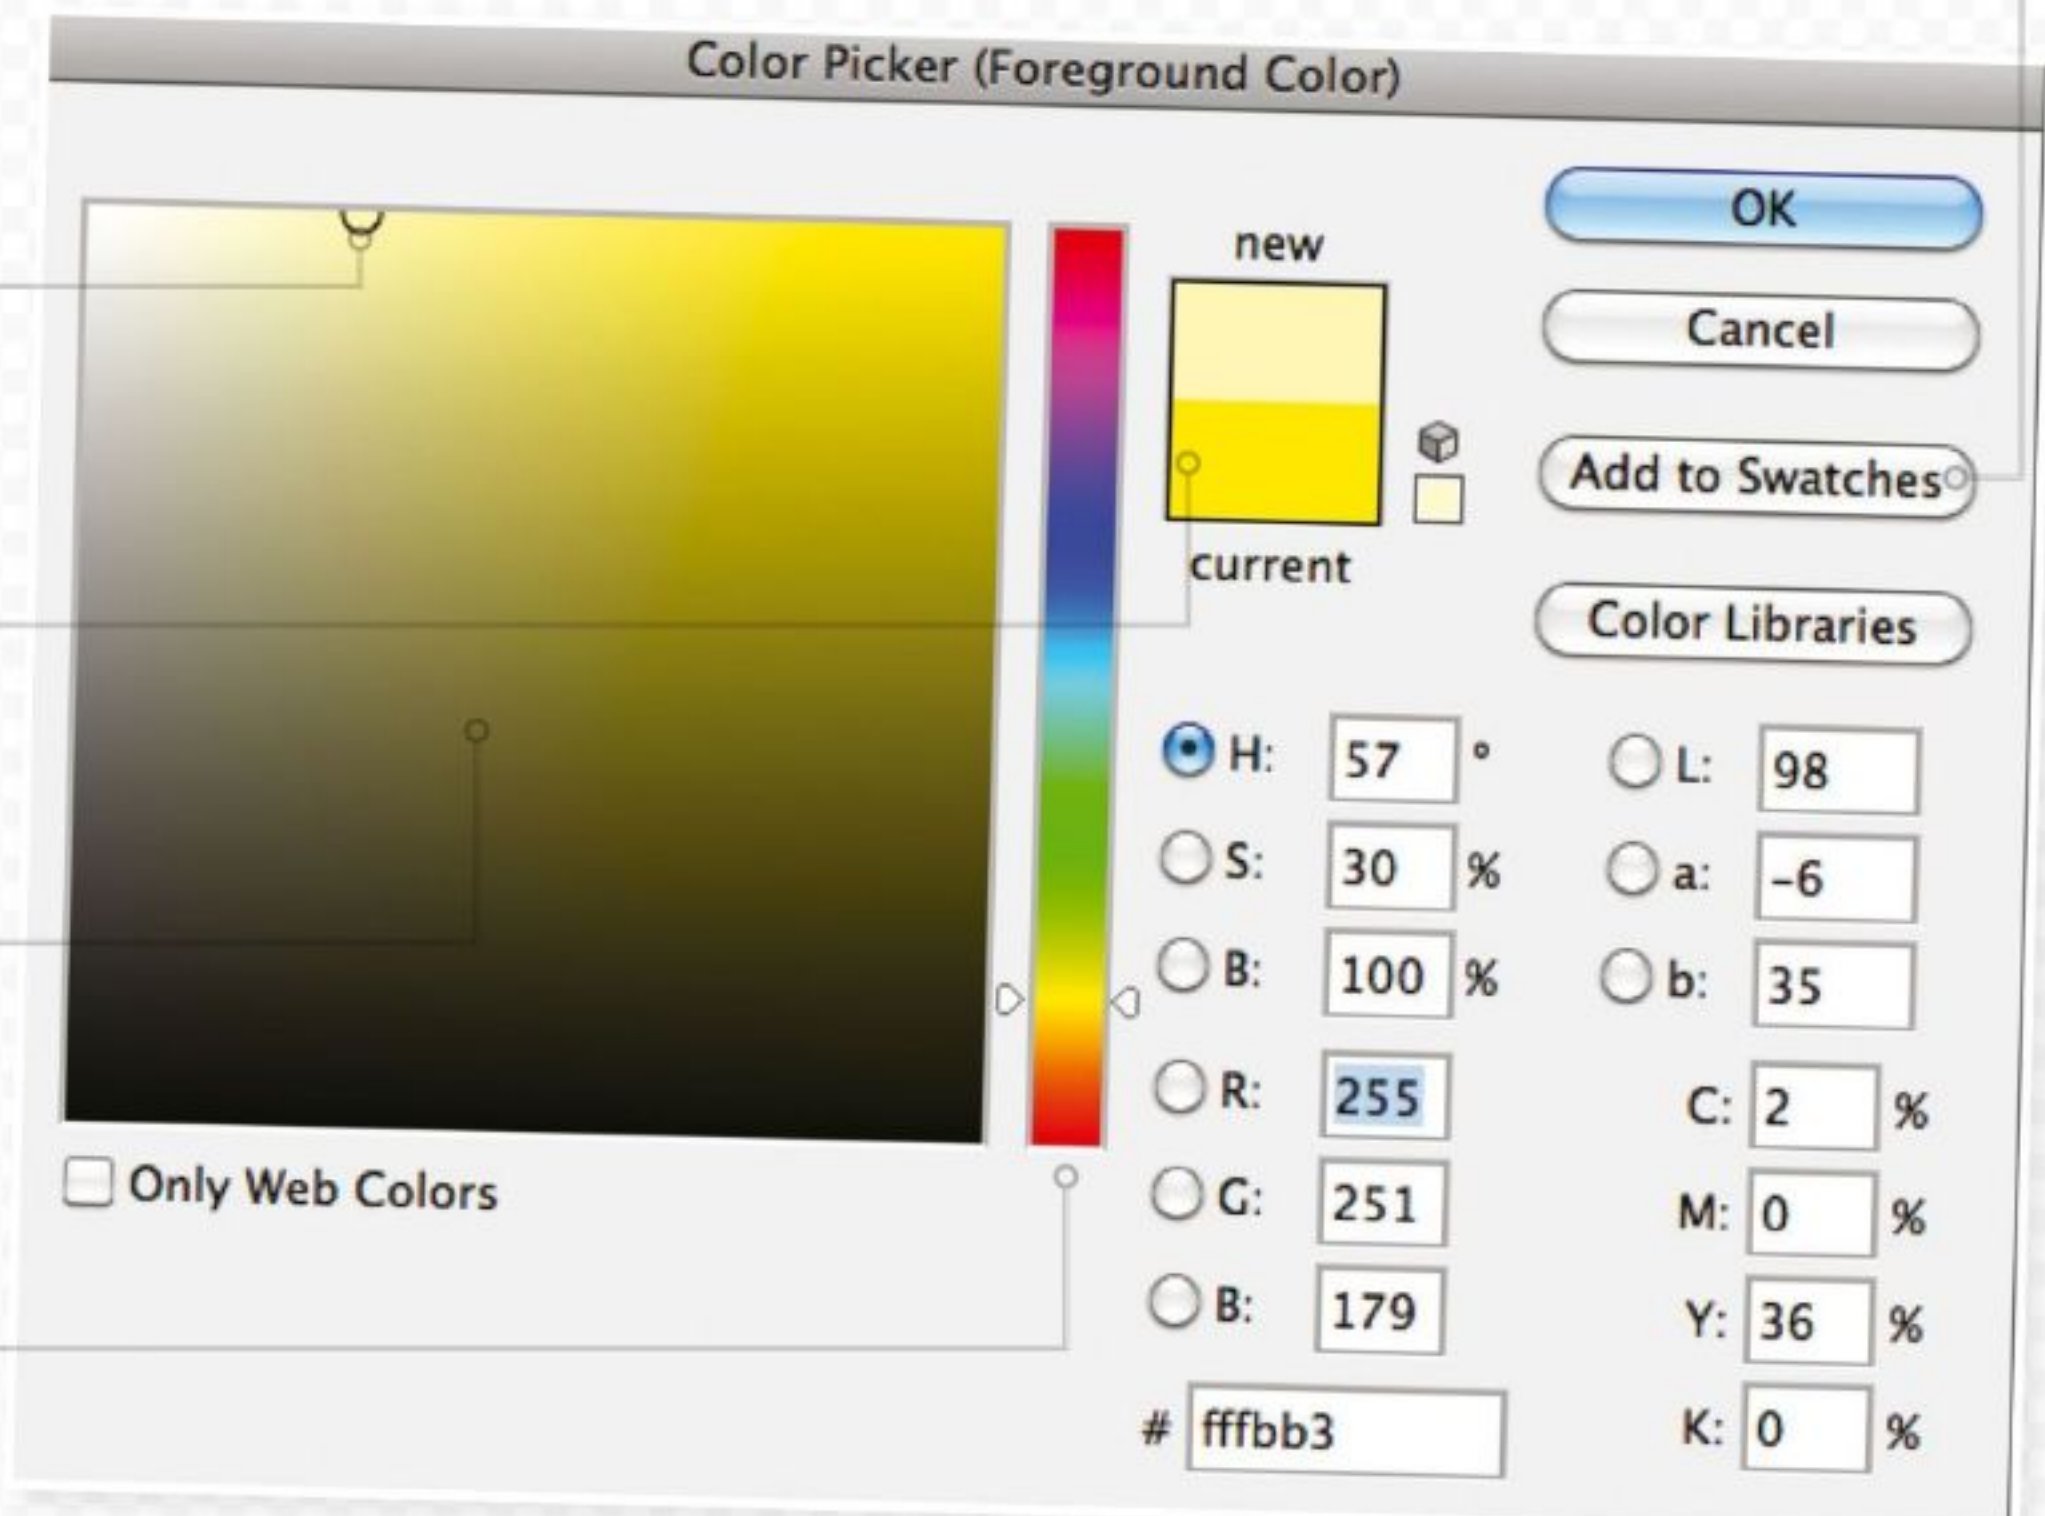 Color Picker (Foreground Color)
OK
new
Cancel
Add to Swatches
current
Color Libraries
H: 57 °
L: 98
S: 30 %
a: -6
B: 100 %
b: 35
R: 255
C: 2 %
Only Web Colors
G: 251
M: 0 %
B: 179
Y: 36 %
# fffbb3
K: 0 %